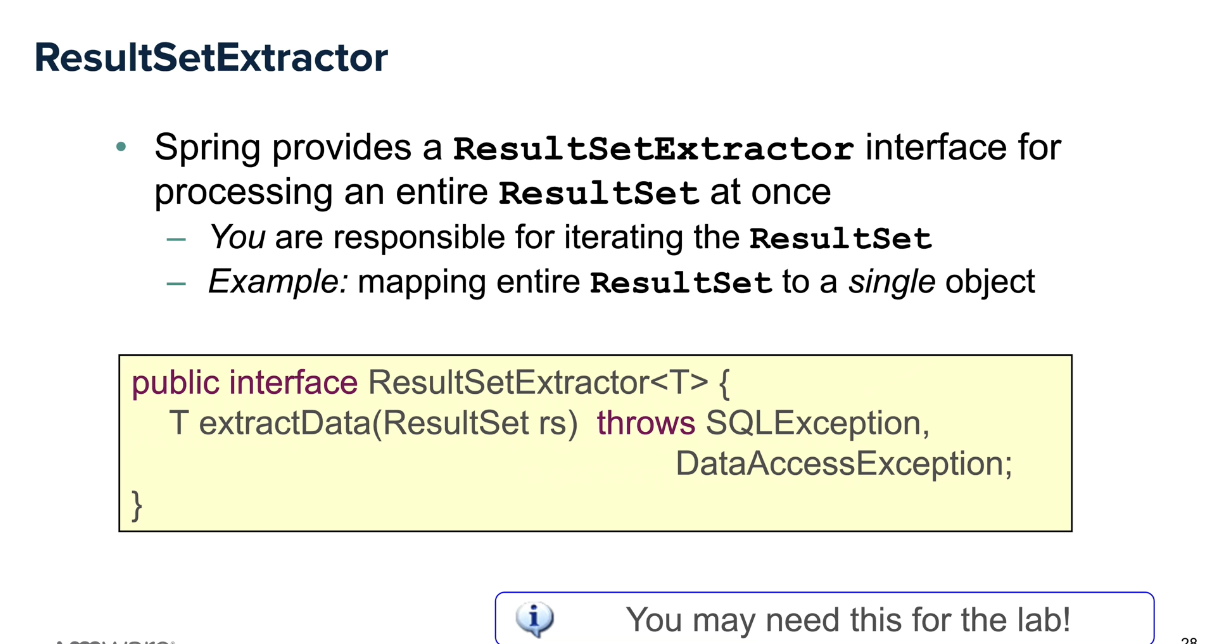 ResultSetExtractor
• Spring provides a ResultSetExtractor interface for
processing an entire ResultSet at once
– You are responsible for iterating the ResultSet
– Example: mapping entire ResultSet to a single object
public interface ResultSetExtractor<T> {
T extractData(ResultSet rs) throws SQLException,
DataAccessException;
}
You may need this for the lab!
28